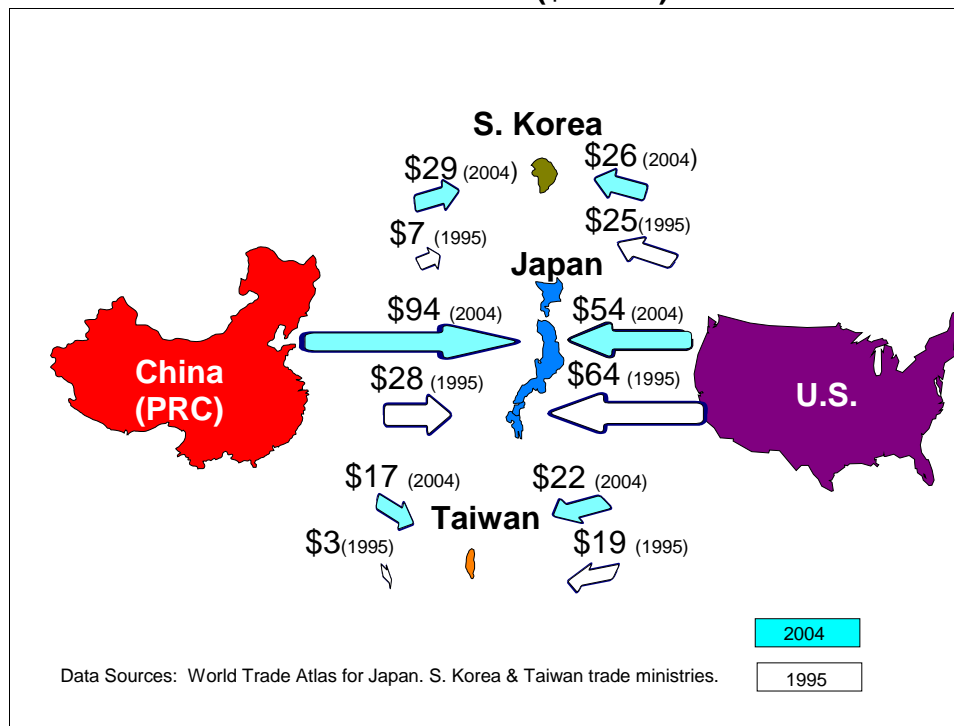 S. Korea
$29 (2004)
$26 (2004)
$7 (1995)
$25(1995)
Japan
$94 (2004)
$54 (2004)
China
(PRC)
$28 (1995)
$64 (1995)
U.S.
$17 (2004)
$22 (2004)
Taiwan
$3(1995)
$19 (1995)
2004
Data Sources: World Trade Atlas for Japan. S. Korea & Taiwan trade ministries.
1995